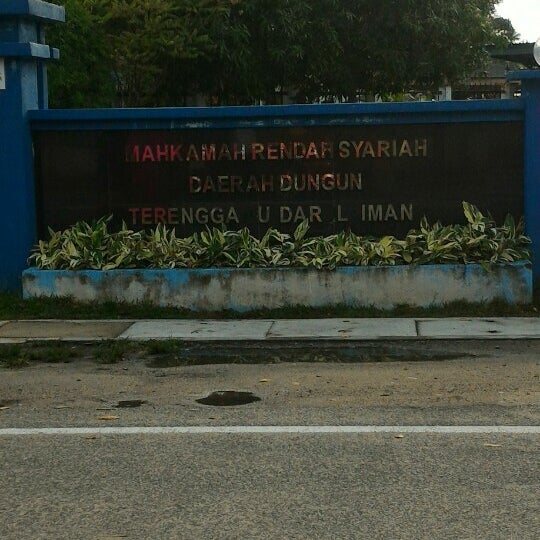 MAHKAMAH RENDAH SYARIAH
DAERAH DUNGUN
TERENGGA U DAR L IMAN